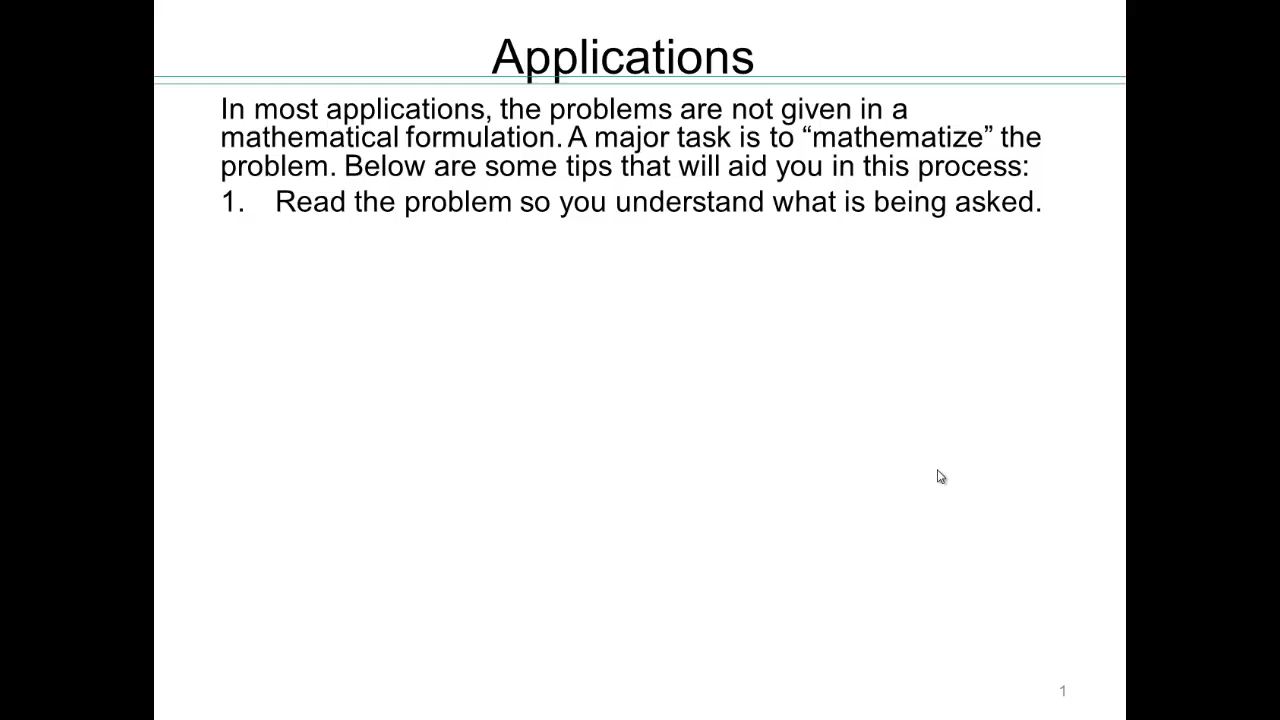 Applications
In most applications, the problems are not given in a
mathematical formulation. A major task is to “mathematize” the
problem. Below are some tips that will aid you in this process:
1. Read the problem so you understand what is being asked.
1